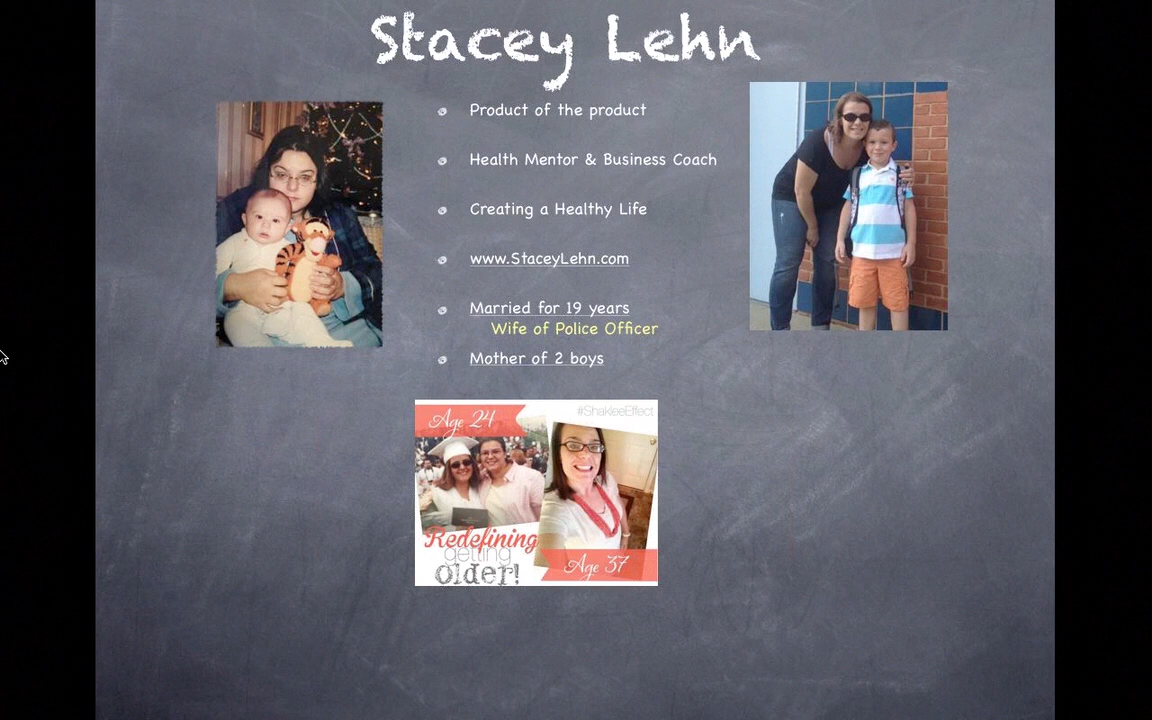 Stacey Lehn
Product of the product
Health Mentor & Business Coach
Creating a Healthy Life
www.StaceyLehn.com
Married for 19 years
Wife of Police Officer
Mother of 2 boys
#ShakleeEffect
Age 24
Redefining
getting
older!
Age 37